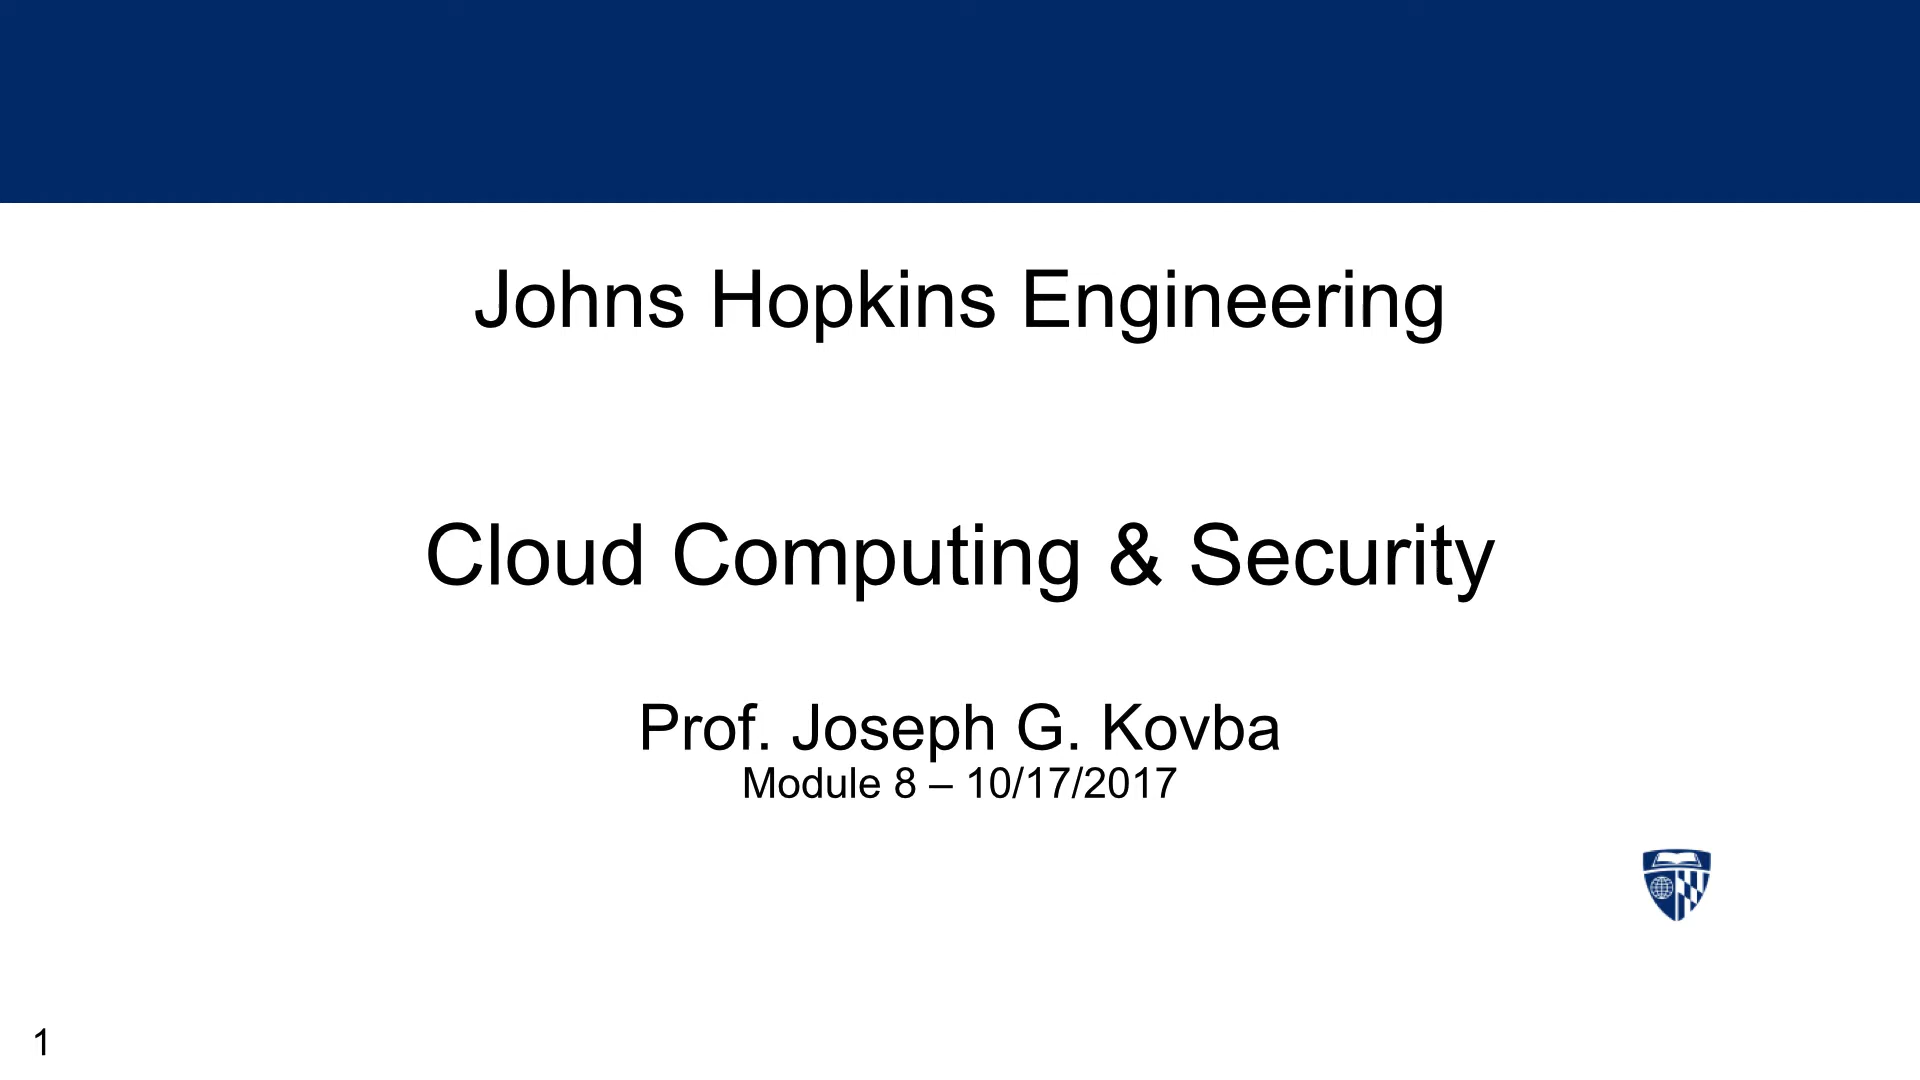 Johns Hopkins Engineering
Cloud Computing & Security
Prof. Joseph G. Kovba
Module 8 – 10/17/2017
1